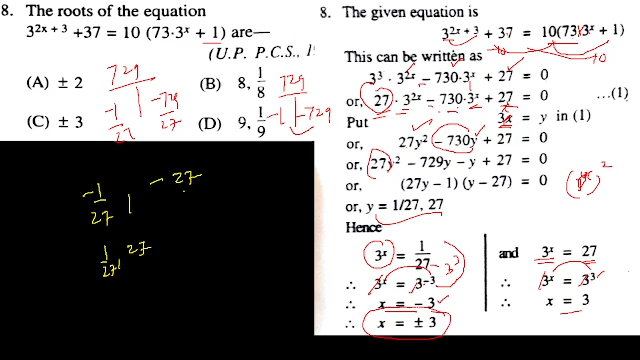 8. The roots of the equation
3^{2x + 3} +37 = 10 (73·3^x + 1) are—
(U.P. P.C.S.,
(A) ± 2
(B) 8, 1/8
(C) ± 3
(D) 9, 1/9
729
-1/27
-729/27
729
-1
-729
-1/27
-27
1/27, 27
8. The given equation is
3^{2x + 3} + 37 = 10(73·3^x + 1)
10
This can be written as
3^3 · 3^{2x} – 730·3^x + 27 = 0
or, 27 · 3^{2x} – 730·3^x + 27 = 0 ...(1)
Put 3^x = y in (1)
or, 27y^2 – 730y + 27 = 0
or, 27y^2 – 729y – y + 27 = 0
or, (27y – 1) (y – 27) = 0
or, y = 1/27, 27
Hence
3^x = 1/27 and 3^x = 27
3^3
∴ 3^x = 3^{–3} ∴ 3^x = 3^3
∴ x = – 3 ∴ x = 3
∴ x = ± 3